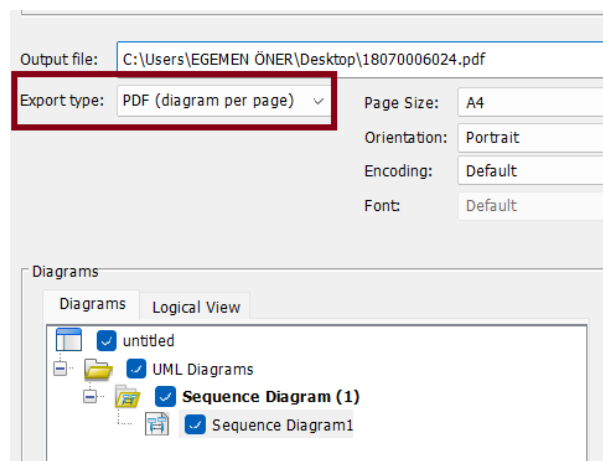 Output file: C:\Users\EGEMEN ÖNER\Desktop\18070006024.pdf
Export type: PDF (diagram per page) Page Size: A4
Orientation: Portrait
Encoding: Default
Font: Default
Diagrams
Diagrams Logical View
untitled
UML Diagrams
Sequence Diagram (1)
Sequence Diagram1